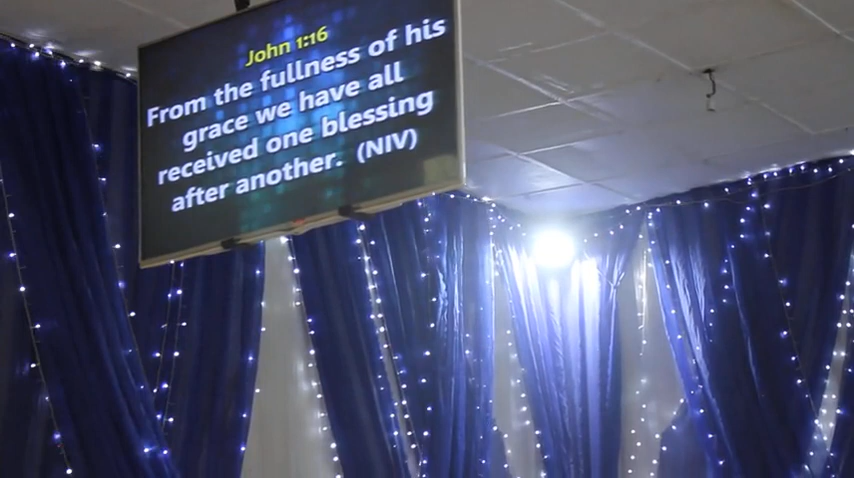 John 1:16
From the fullness of his
grace we have all
received one blessing
after another. (NIV)